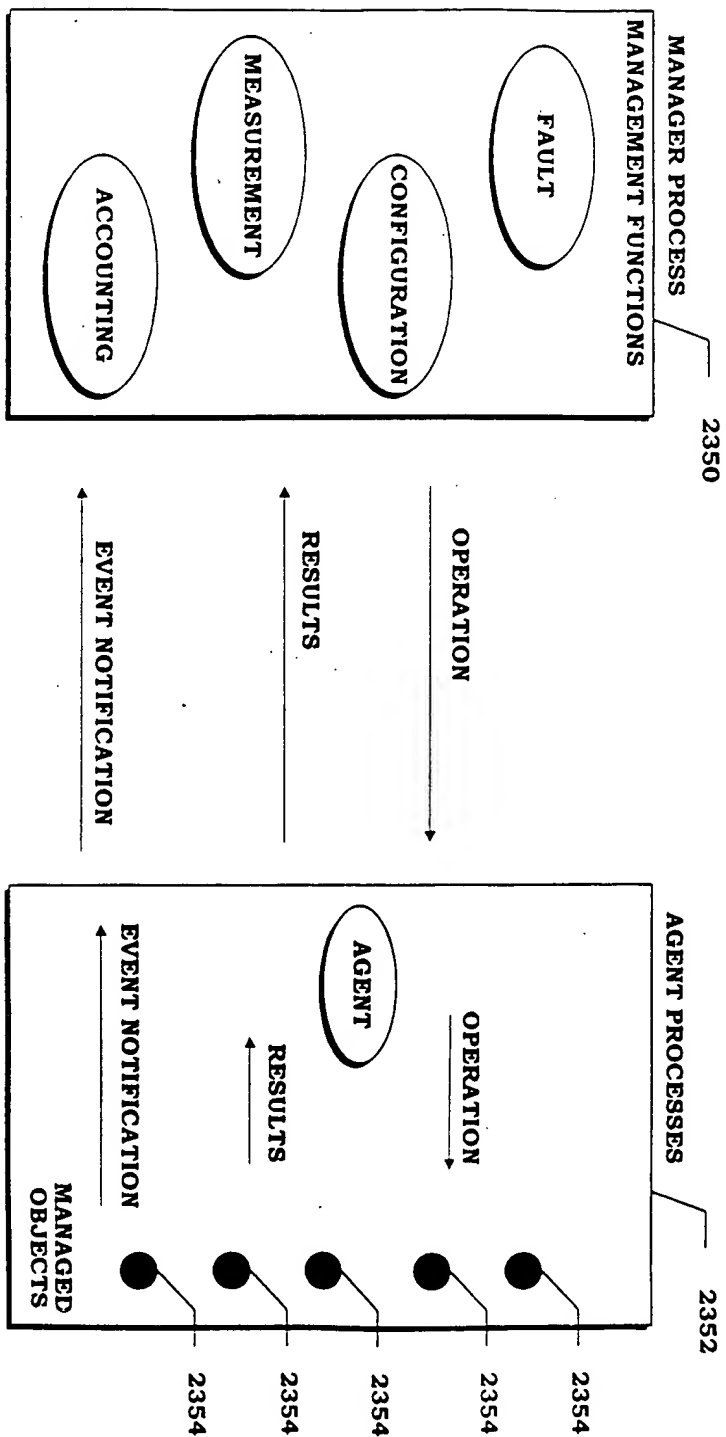 MANAGER PROCESS
2350
MANAGEMENT FUNCTIONS
FAULT
CONFIGURATION
MEASUREMENT
ACCOUNTING
OPERATION
RESULTS
EVENT NOTIFICATION
AGENT PROCESSES
2352
AGENT
OPERATION
RESULTS
EVENT NOTIFICATION
MANAGED
OBJECTS
2354
2354
2354
2354
2354